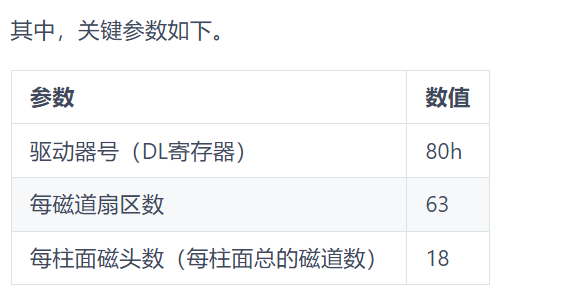 其中，关键参数如下。
参数 数值
驱动器号（DL寄存器） 80h
每磁道扇区数 63
每柱面磁头数（每柱面总的磁道数） 18